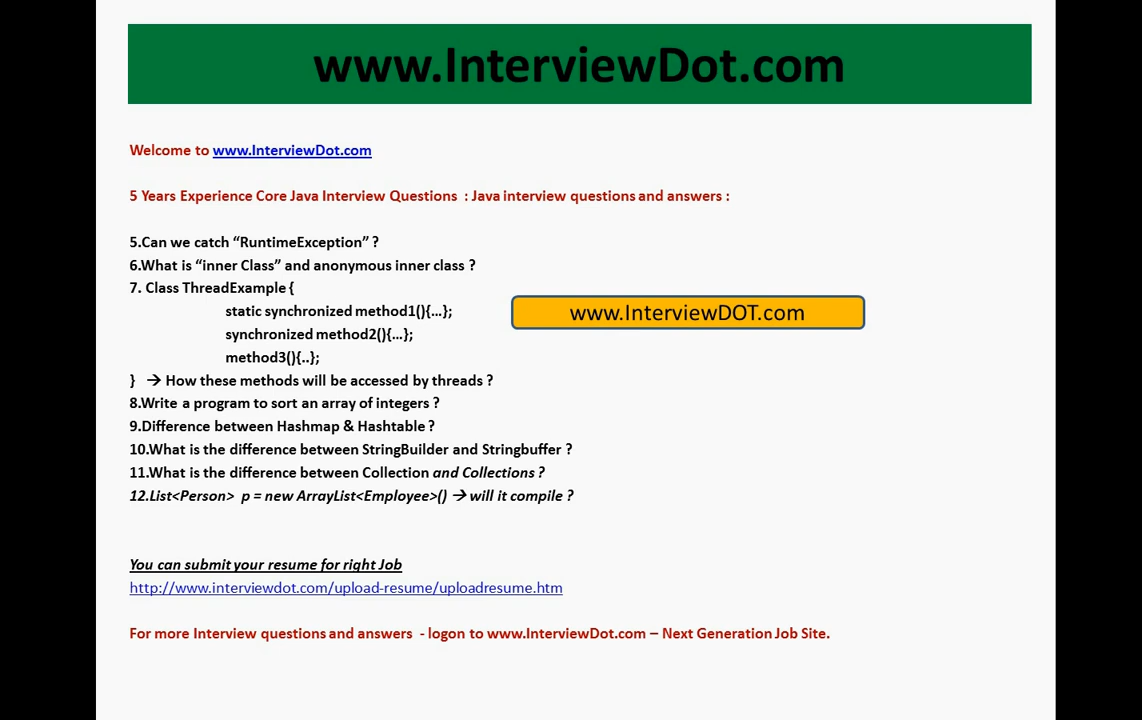 www.InterviewDot.com
Welcome to www.InterviewDot.com
5 Years Experience Core Java Interview Questions  : Java interview questions and answers :
5.Can we catch “RuntimeException” ?
6.What is “inner Class” and anonymous inner class ?
7. Class ThreadExample {
static synchronized method1(){...};
synchronized method2(){...};
method3(){..};
www.InterviewDOT.com
}  → How these methods will be accessed by threads ?
8.Write a program to sort an array of integers ?
9.Difference between Hashmap & Hashtable ?
10.What is the difference between StringBuilder and Stringbuffer ?
11.What is the difference between Collection and Collections ?
12.List<Person>  p = new ArrayList<Employee>() → will it compile ?
You can submit your resume for right Job
http://www.interviewdot.com/upload-resume/uploadresume.htm
For more Interview questions and answers  - logon to www.InterviewDot.com – Next Generation Job Site.